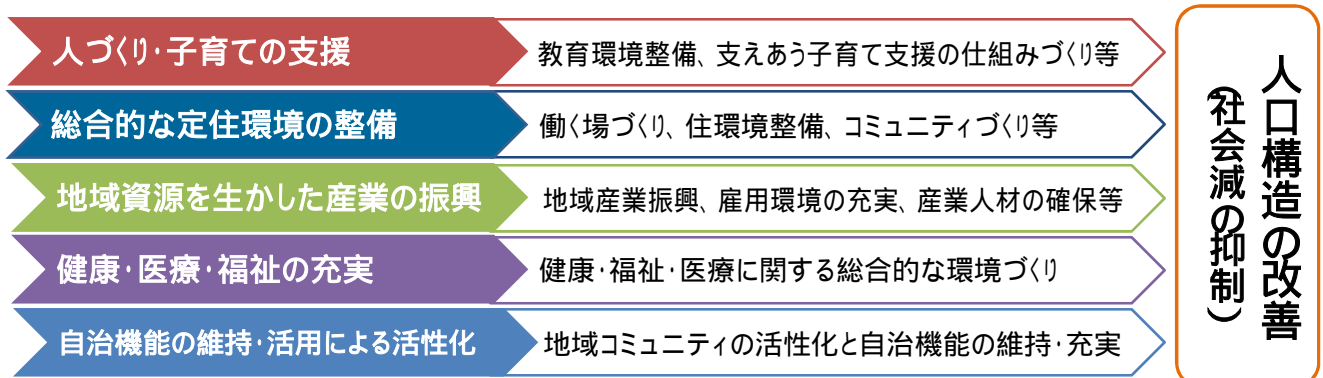 人づくり・子育ての支援
教育環境整備、支えあう子育て支援の仕組みづくり等
総合的な定住環境の整備
働く場づくり、住環境整備、コミュニティづくり等
地域資源を生かした産業の振興
地域産業振興、雇用環境の充実、産業人材の確保等
健康・医療・福祉の充実
健康・福祉・医療に関する総合的な環境づくり
自治機能の維持・活用による活性化
地域コミュニティの活性化と自治機能の維持・充実
人口構造の改善
(社会減の抑制)